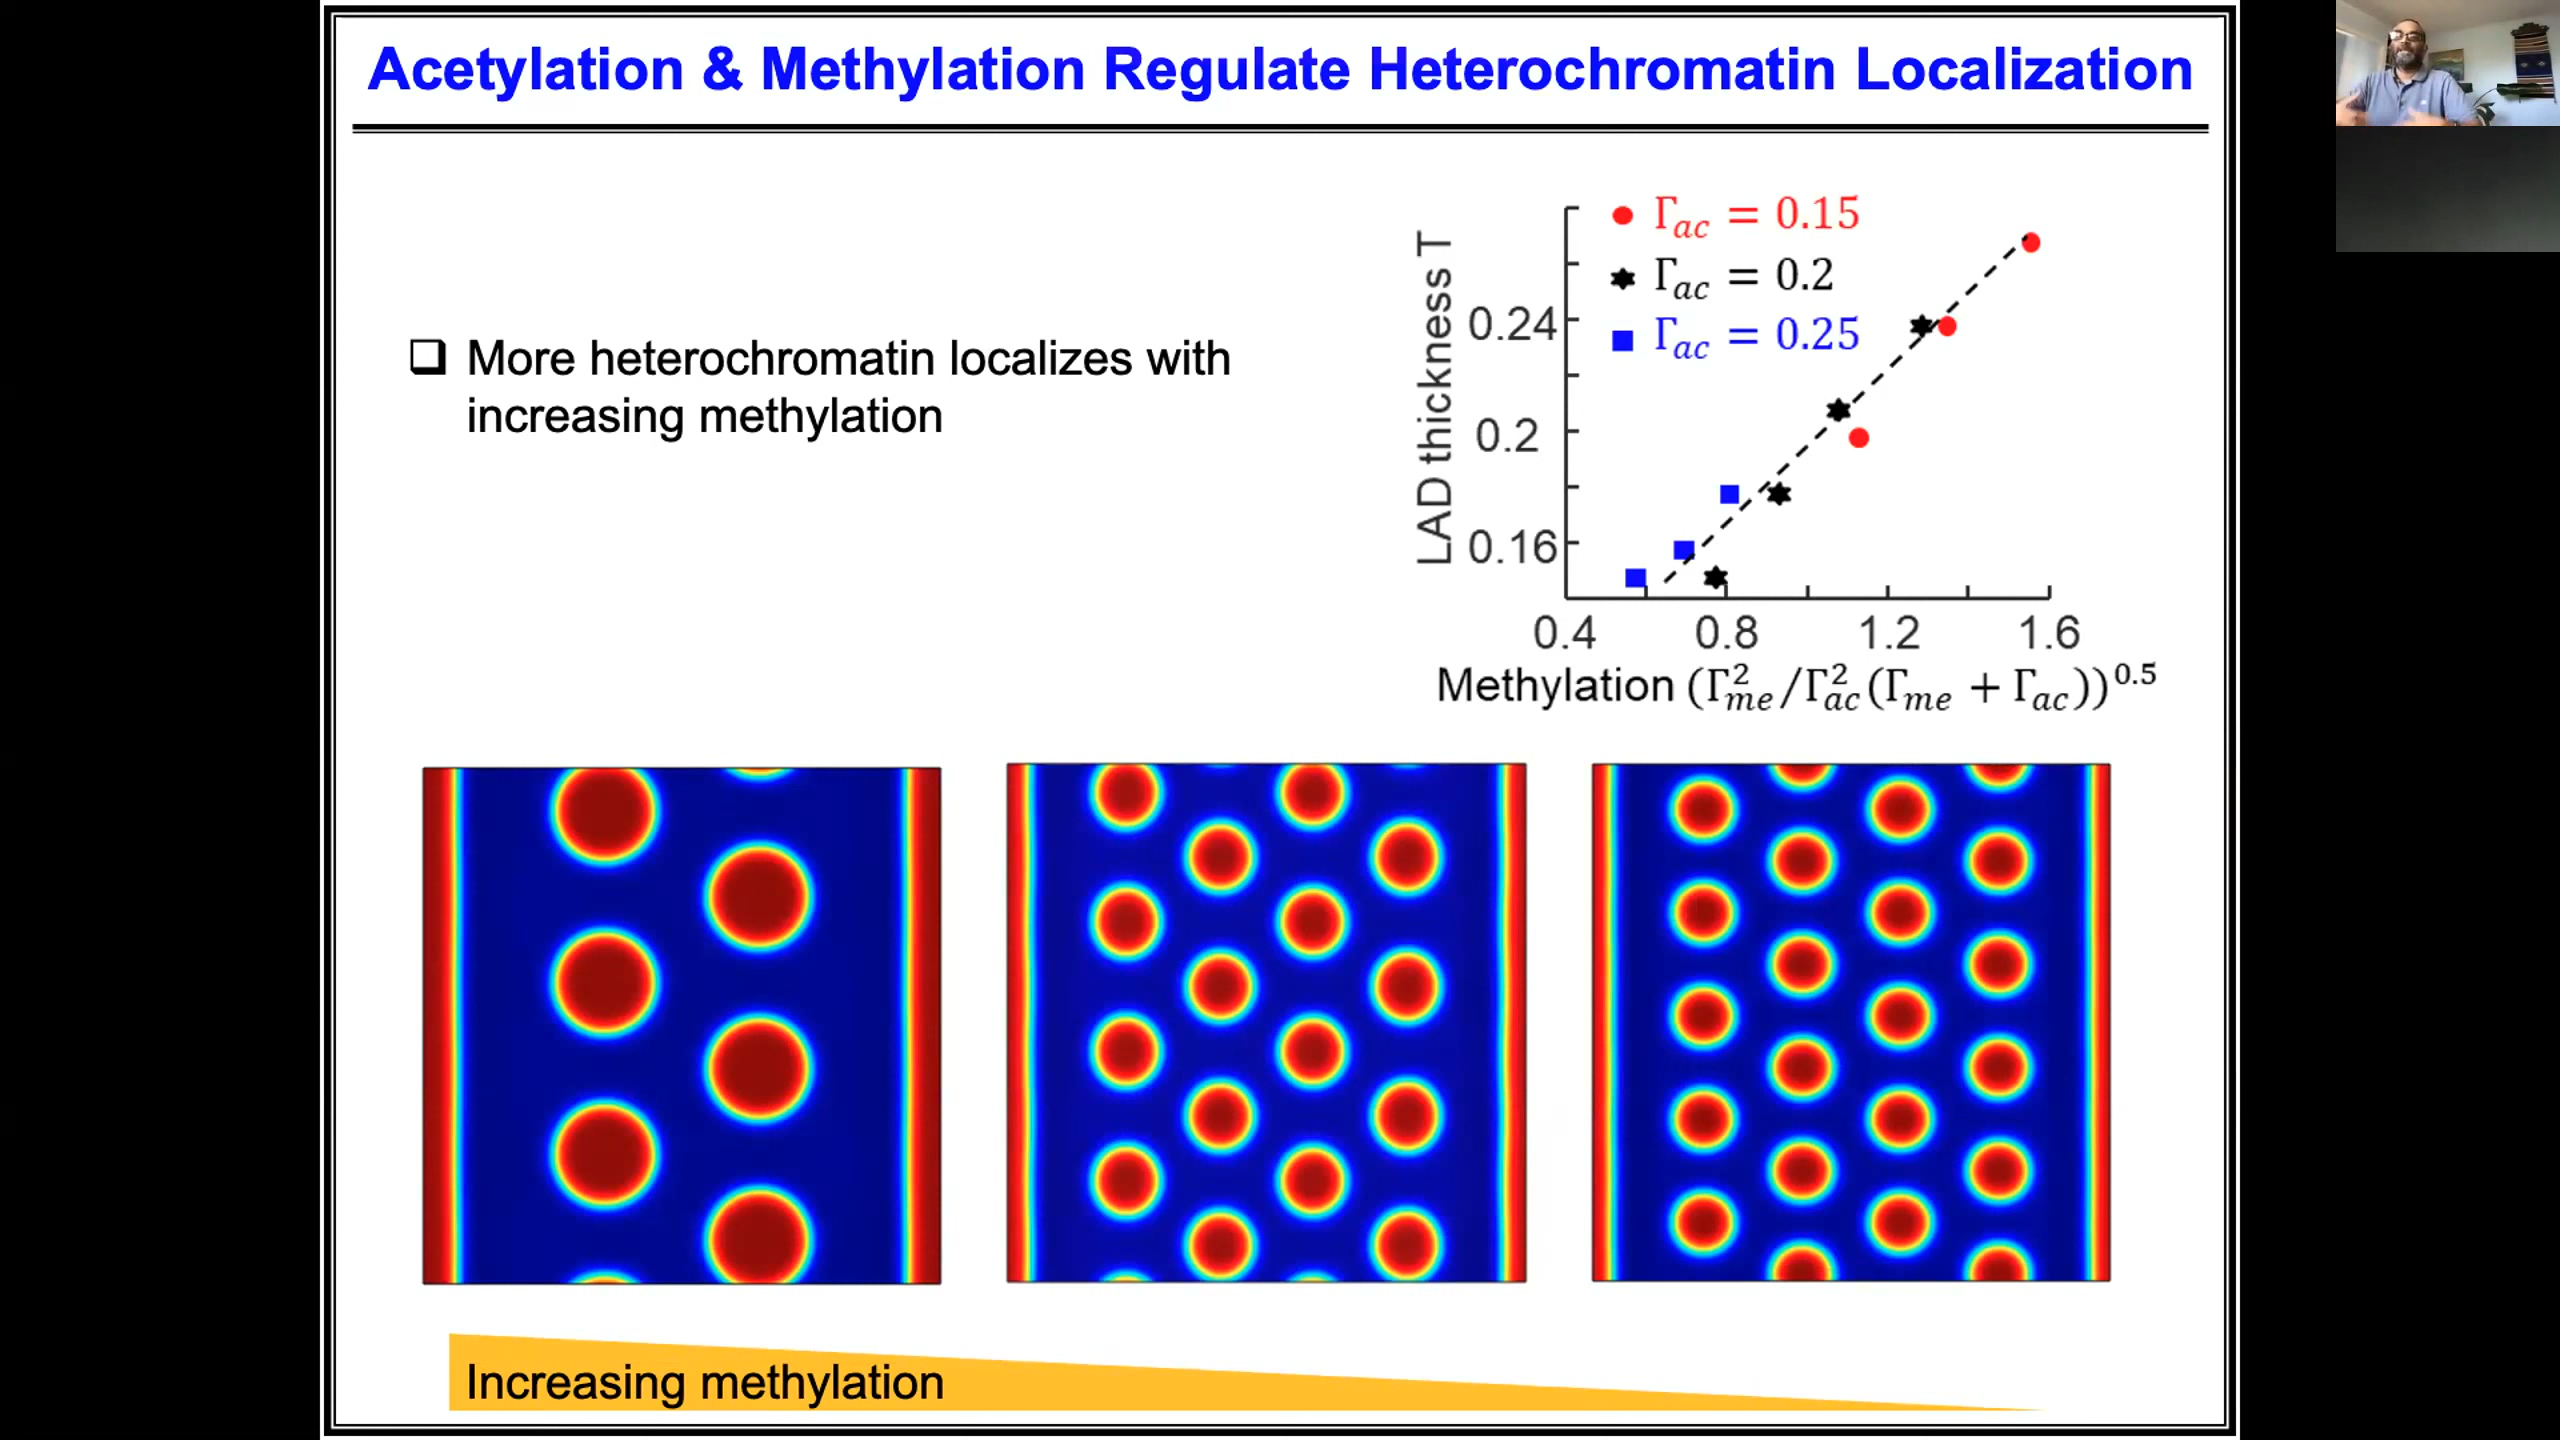 Acetylation & Methylation Regulate Heterochromatin Localization
❑ More heterochromatin localizes with
increasing methylation
Γac = 0.15
Γac = 0.2
Γac = 0.25
LAD thickness T
0.24
0.2
0.16
0.4 0.8 1.2 1.6
Methylation (Γ²me/Γ²ac(Γme + Γac))^0.5
Increasing methylation